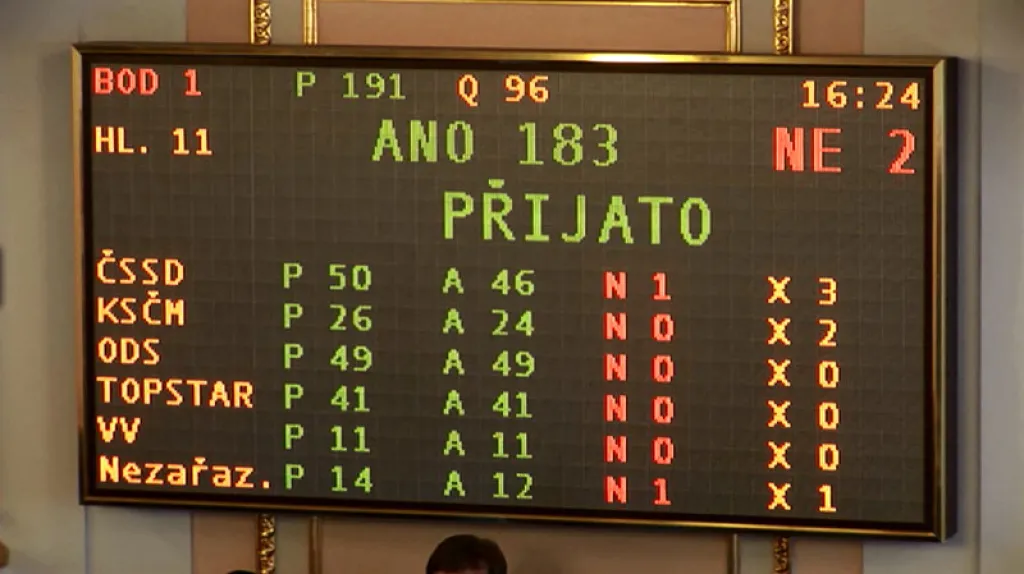 BOD 1 P 191 Q 96 16:24
HL. 11 ANO 183 NE 2
PŘIJATO
ČSSD P 50 A 46 N 1 X 3
KSČM P 26 A 24 N 0 X 2
ODS P 49 A 49 N 0 X 0
TOPSTAR P 41 A 41 N 0 X 0
VV P 11 A 11 N 0 X 0
Nezařaz. P 14 A 12 N 1 X 1